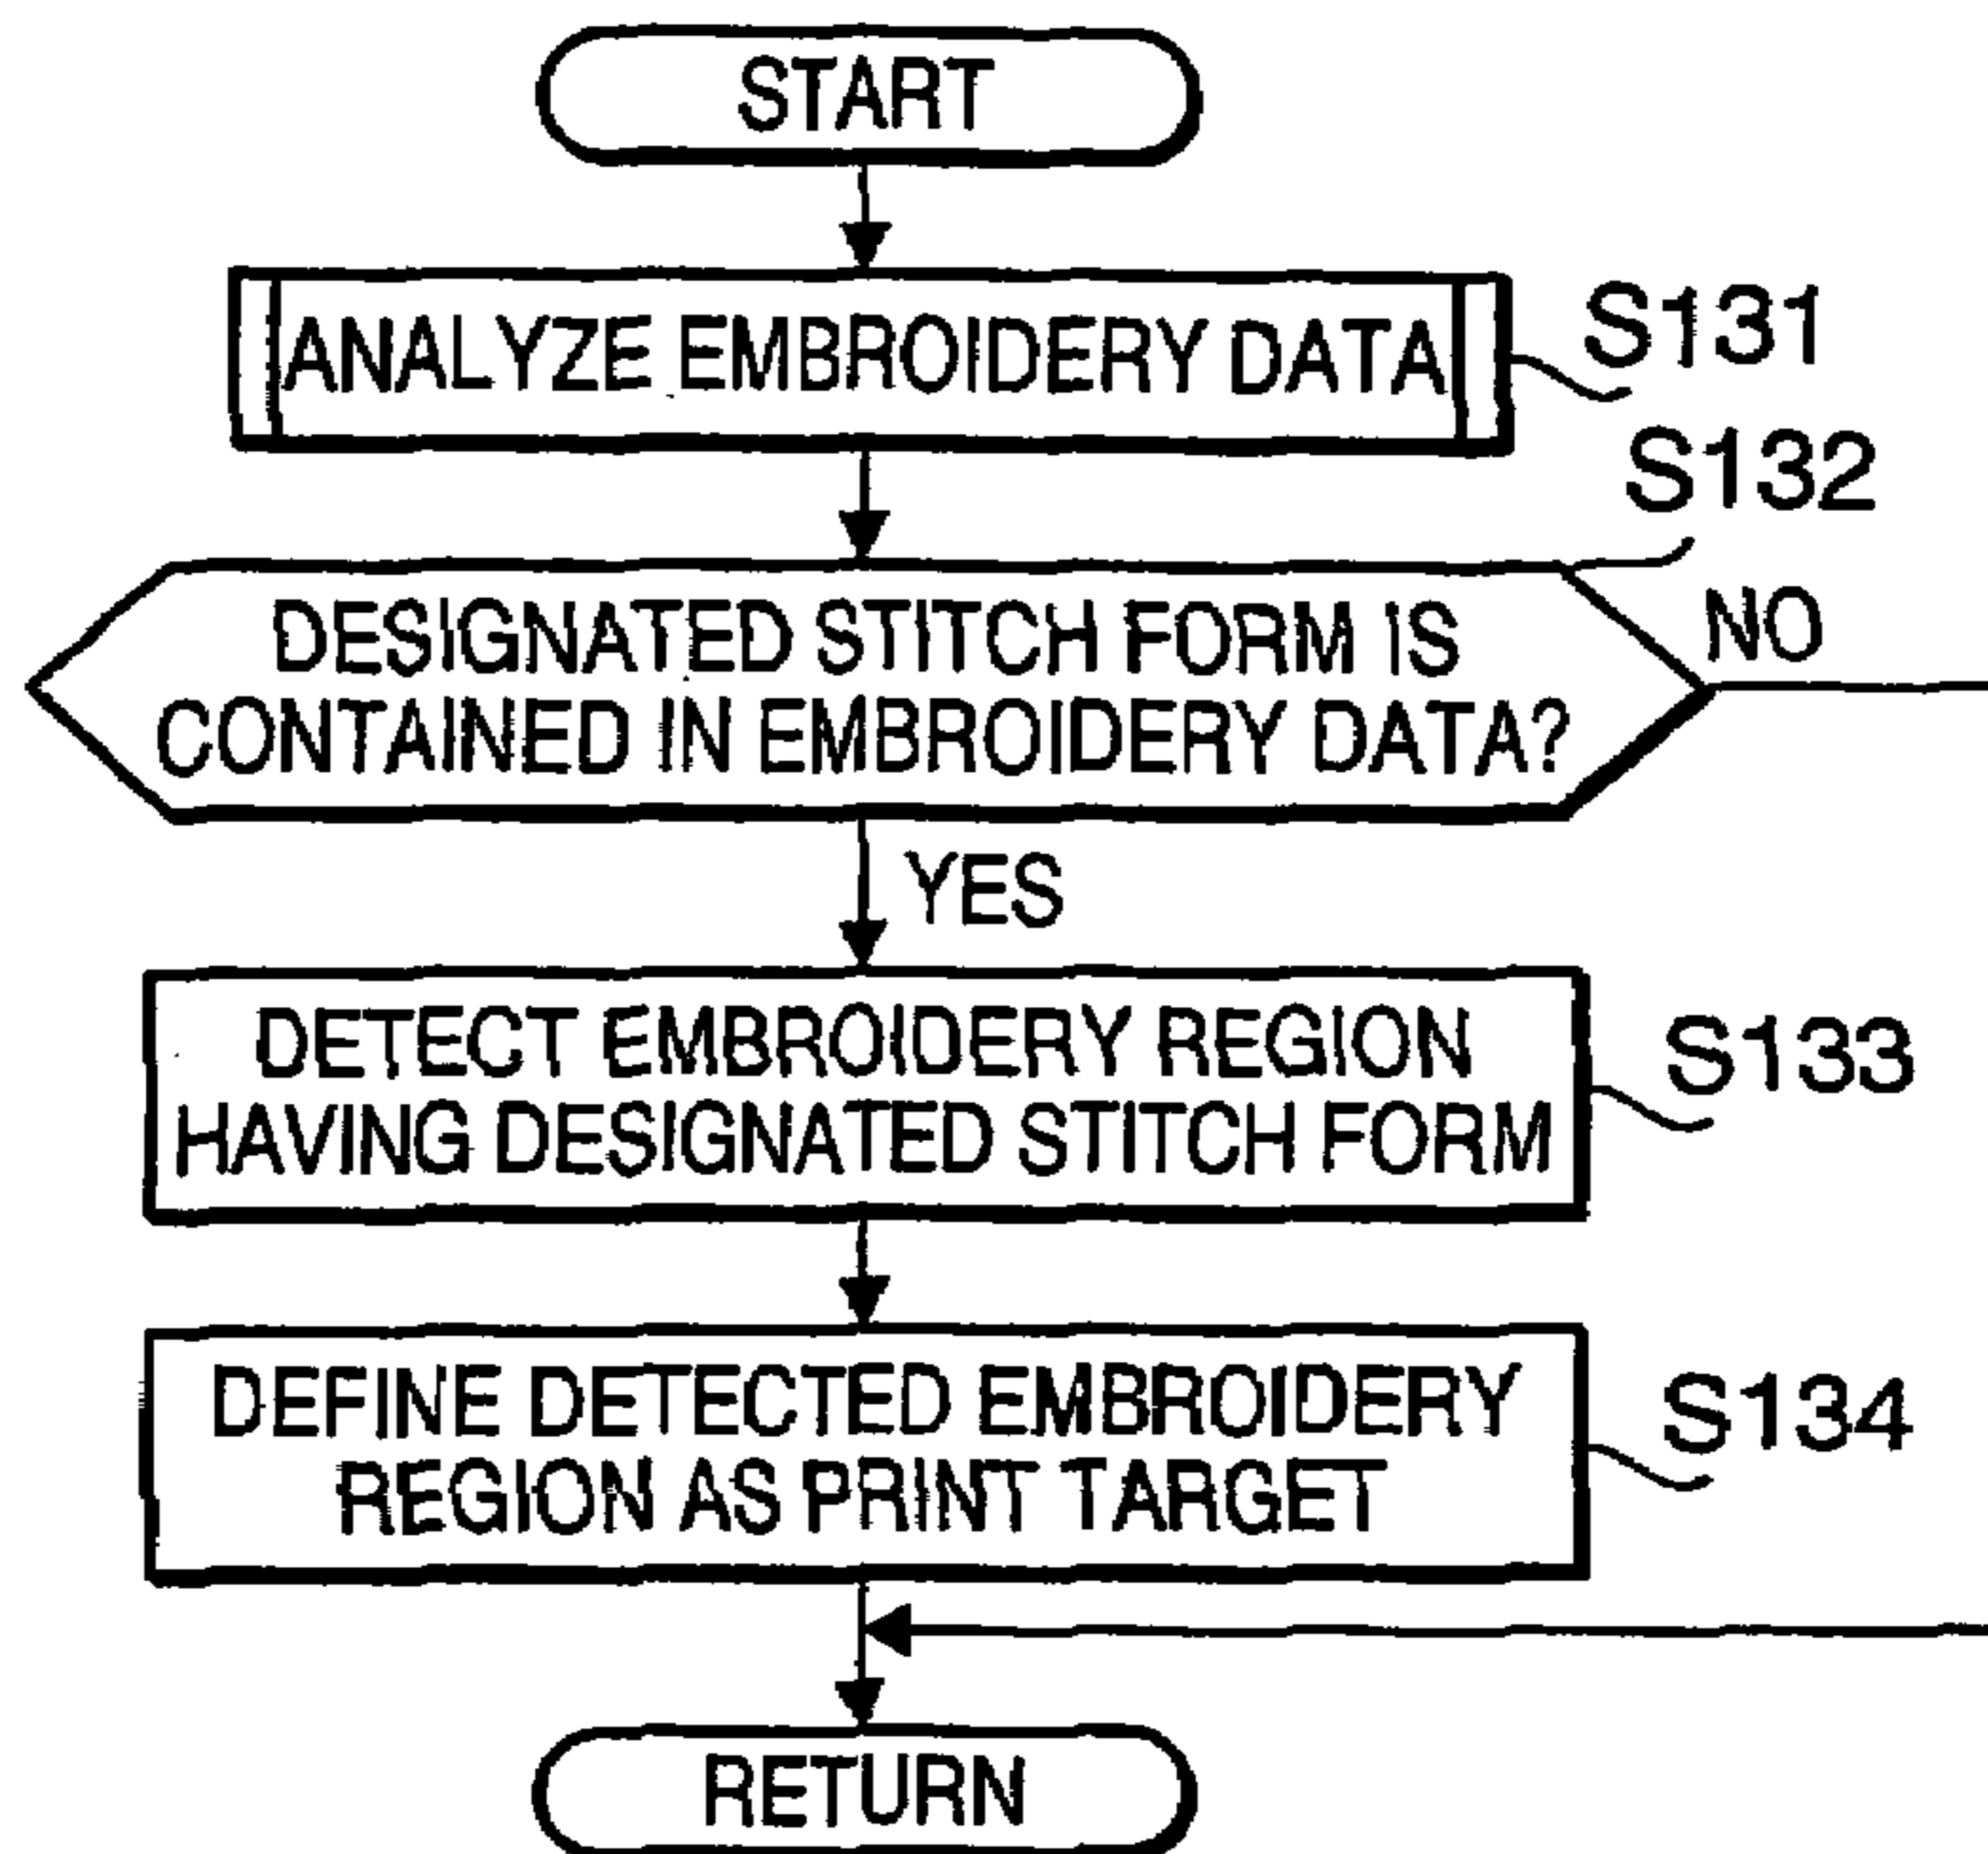 START
ANALYZE EMBROIDERY DATA
S131
S132
DESIGNATED STITCH FORM IS
CONTAINED IN EMBROIDERY DATA?
NO
YES
DETECT EMBROIDERY REGION
HAVING DESIGNATED STITCH FORM
S133
DEFINE DETECTED EMBROIDERY
REGION AS PRINT TARGET
S134
RETURN